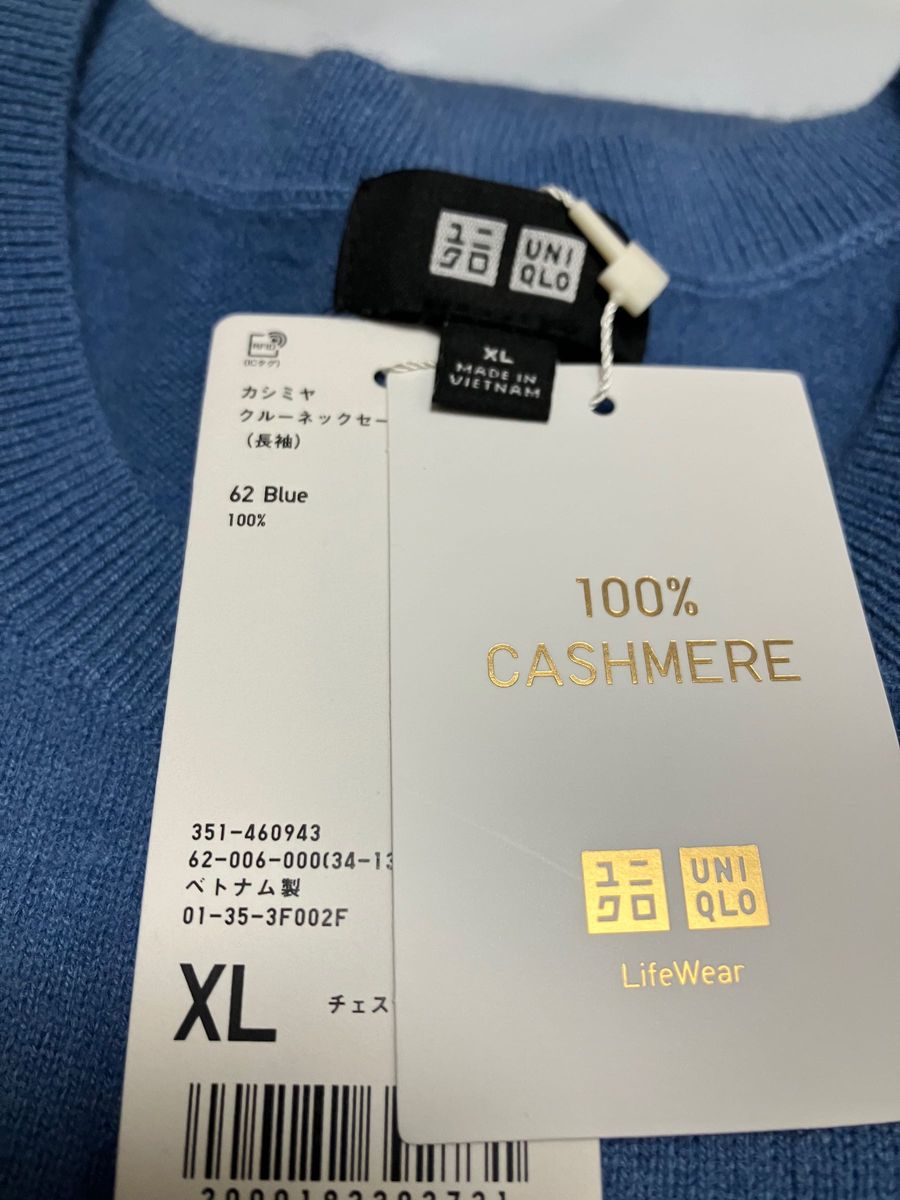 ユニ
クロ
UNI
QLO
XL
MADE IN
VIETNAM
RFID
(ICタグ)
カシミヤ
クルーネックセー
(長袖)
62 Blue
100%
351-460943
62-006-000(34-13
ベトナム製
01-35-3F002F
XL
チェス
100%
CASHMERE
ユニ
クロ
UNI
QLO
LifeWear